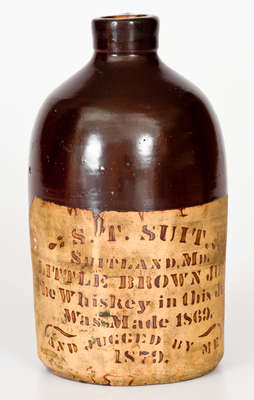 S. T. SUIT.
SUITLAND, MD.
LITTLE BROWN JU
The Whiskey in this J
Was Made 1869.
AND JUGGED BY ME
1879.